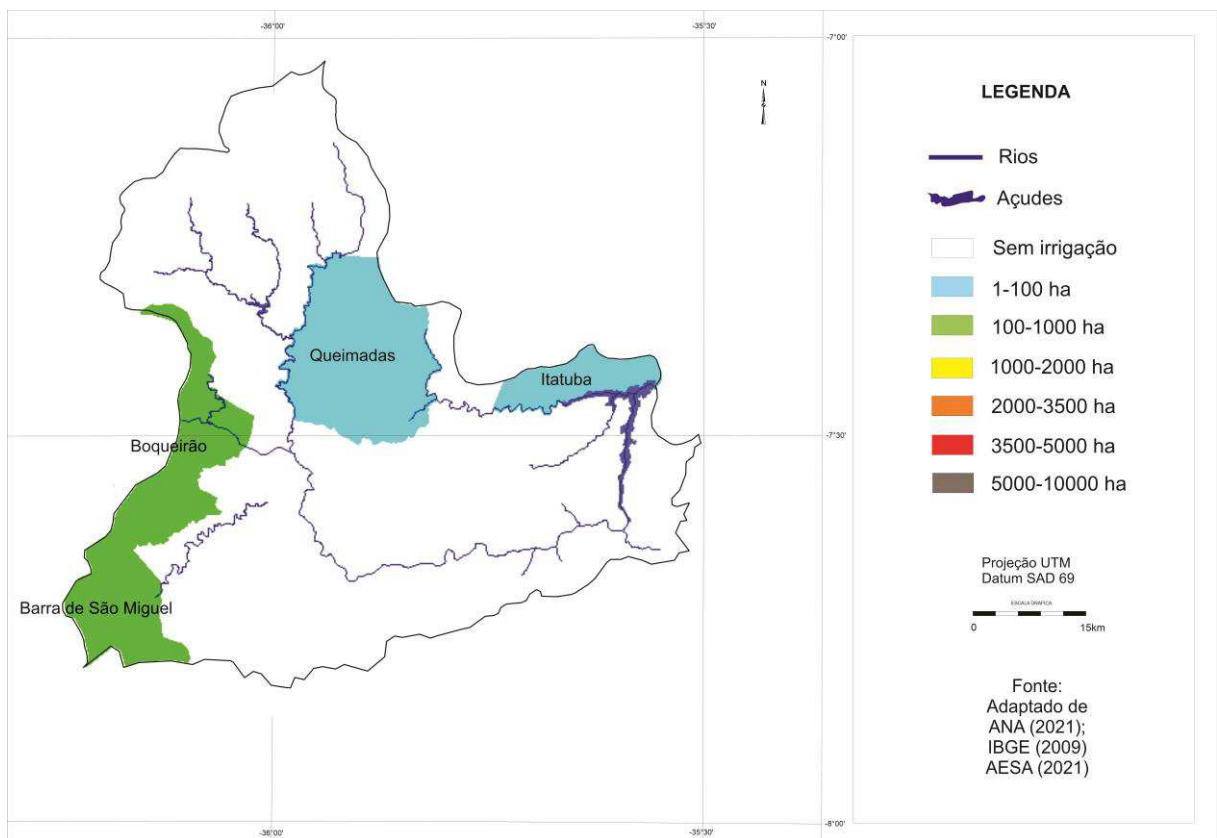 -36°00'
-35°30'
-7°00'
N
LEGENDA
Rios
Açudes
Sem irrigação
1-100 ha
100-1000 ha
1000-2000 ha
2000-3500 ha
3500-5000 ha
5000-10000 ha
Queimadas
Itatuba
Boqueirão
-7°30'
Barra de São Miguel
Projeção UTM
Datum SAD 69
ESCALA GRÁFICA
0 15km
Fonte:
Adaptado de
ANA (2021);
IBGE (2009)
AESA (2021)
-36°00'
-35°30'
-8°00'